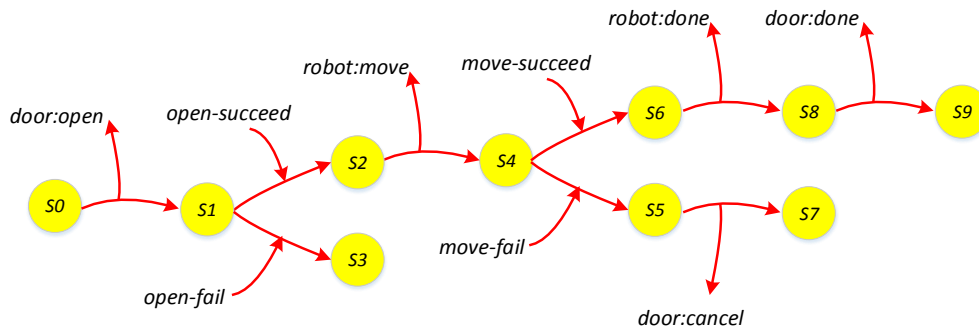 robot:done
door:done
robot:move
move-succeed
door:open
open-succeed
S6
S8
S9
S2
S4
S0
S1
S5
S7
S3
move-fail
open-fail
door:cancel